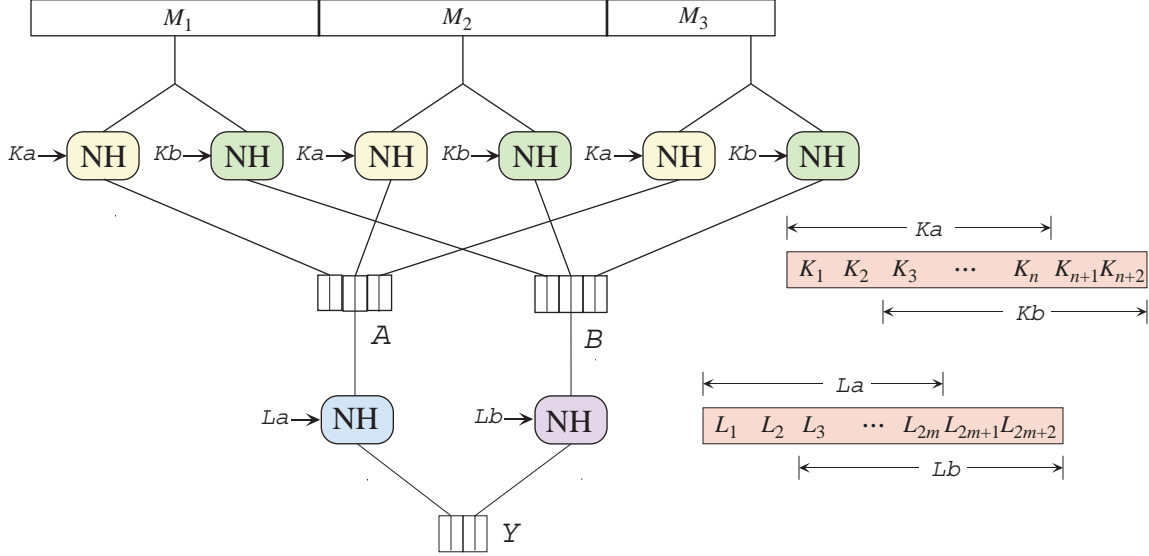 M1 M2 M3
Ka NH Kb NH Ka NH Kb NH Ka NH Kb NH
Ka
K1 K2 K3 ... Kn Kn+1 Kn+2
Kb
A B
La
La NH Lb NH
L1 L2 L3 ... L2m L2m+1 L2m+2
Lb
Y